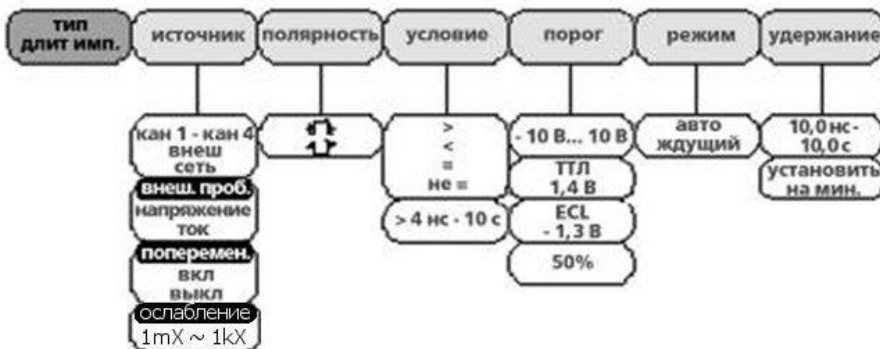 тип
длит имп.
источник
полярность
условие
порог
режим
удержание
кан 1 - кан 4
внеш
сеть
внеш. проб.
напряжение
ток
поперемен.
вкл
выкл
ослабление
1mX ~ 1kX
>
<
=
не =
> 4 нс - 10 с
- 10 В... 10 В
ТТЛ
1,4 В
ECL
- 1,3 В
50%
авто
ждущий
10,0 нс-
10,0 с
установить
на мин.